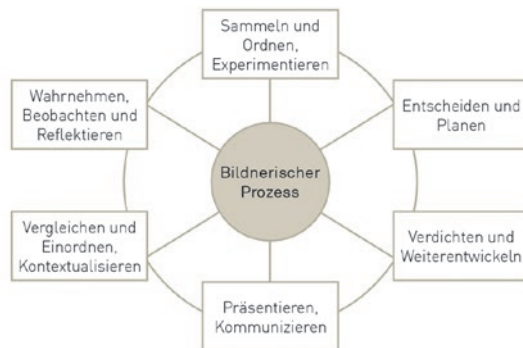 Sammeln und
Ordnen,
Experimentieren
Wahrnehmen,
Beobachten und
Reflektieren
Entscheiden und
Planen
Bildnerischer
Prozess
Vergleichen und
Einordnen,
Kontextualisieren
Verdichten und
Weiterentwickeln
Präsentieren,
Kommunizieren